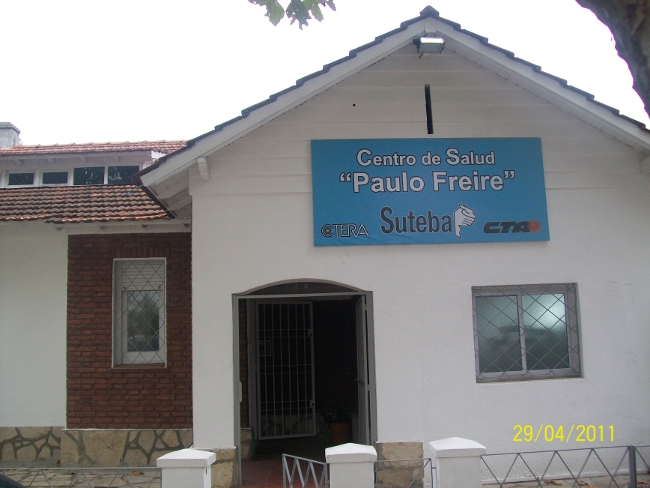 Centro de Salud
"Paulo Freire"
CTERA Suteba CTA
29/04/2011